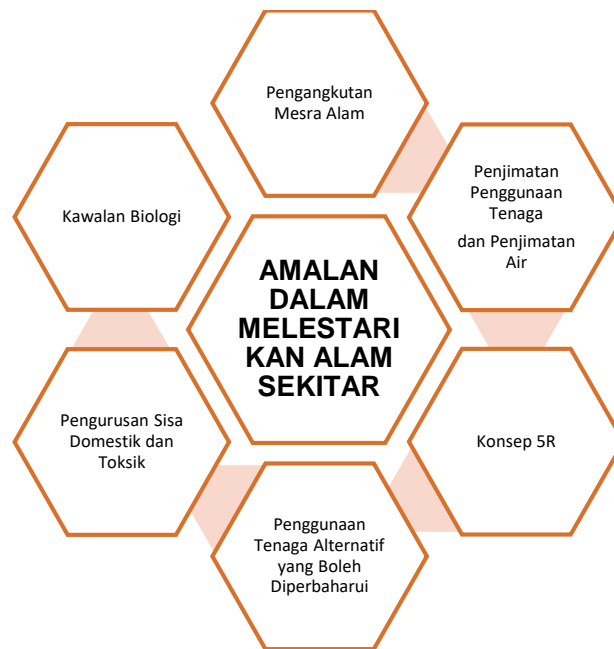 Pengangkutan
Mesra Alam
Penjimatan
Penggunaan
Tenaga
dan Penjimatan
Air
Kawalan Biologi
AMALAN
DALAM
MELESTARI
KAN ALAM
SEKITAR
Pengurusan Sisa
Domestik dan
Toksik
Konsep 5R
Penggunaan
Tenaga Alternatif
yang Boleh
Diperbaharui